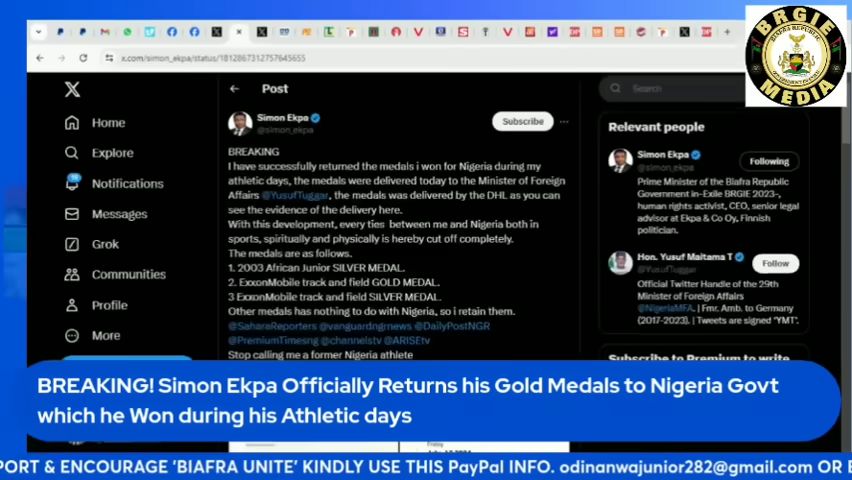 BRGIE
BIAFRA REPUBLIC
MEDIA
x.com/simon_ekpa/status/1812867312757645655
Home
Explore
Notifications
Messages
Grok
Communities
Profile
More
Post
Simon Ekpa
@simon_ekpa
Subscribe
BREAKING
I have successfully returned the medals i won for Nigeria during my
athletic days, the medals were delivered today to the Minister of Foreign
Affairs @YusufTuggar, the medals was delivered by the DHL as you can
see the evidence of the delivery here.
With this development, every ties between me and Nigeria both in
sports, spiritually and physically is hereby cut off completely.
The medals are as follows.
1. 2003 African Junior SILVER MEDAL.
2. ExxonMobile track and field GOLD MEDAL.
3 ExxonMobile track and field SILVER MEDAL.
Other medals has nothing to do with Nigeria, so i retain them.
@SaharaReporters @vanguardngrnews @DailyPostNGR
@PremiumTimesng @channelstv @ARISEtv
Stop calling me a former Nigeria athlete
Search
Relevant people
Simon Ekpa
@simon_ekpa
Following
Prime Minister of the Biafra Republic
Government in-Exile BRGIE 2023-,
human rights activist, CEO, senior legal
advisor at Ekpa & Co Oy, Finnish
politician.
Hon. Yusuf Maitama T
@YusufTuggar
Follow
Official Twitter Handle of the 29th
Minister of Foreign Affairs
@NigeriaMFA. | Fmr. Amb. to Germany
(2017-2023). | Tweets are signed "YMT".
Subscribe to Premium to write
BREAKING! Simon Ekpa Officially Returns his Gold Medals to Nigeria Govt
which he Won during his Athletic days
PORT & ENCOURAGE 'BIAFRA UNITE' KINDLY USE THIS PayPal INFO. odinanwajunior282@gmail.com OR